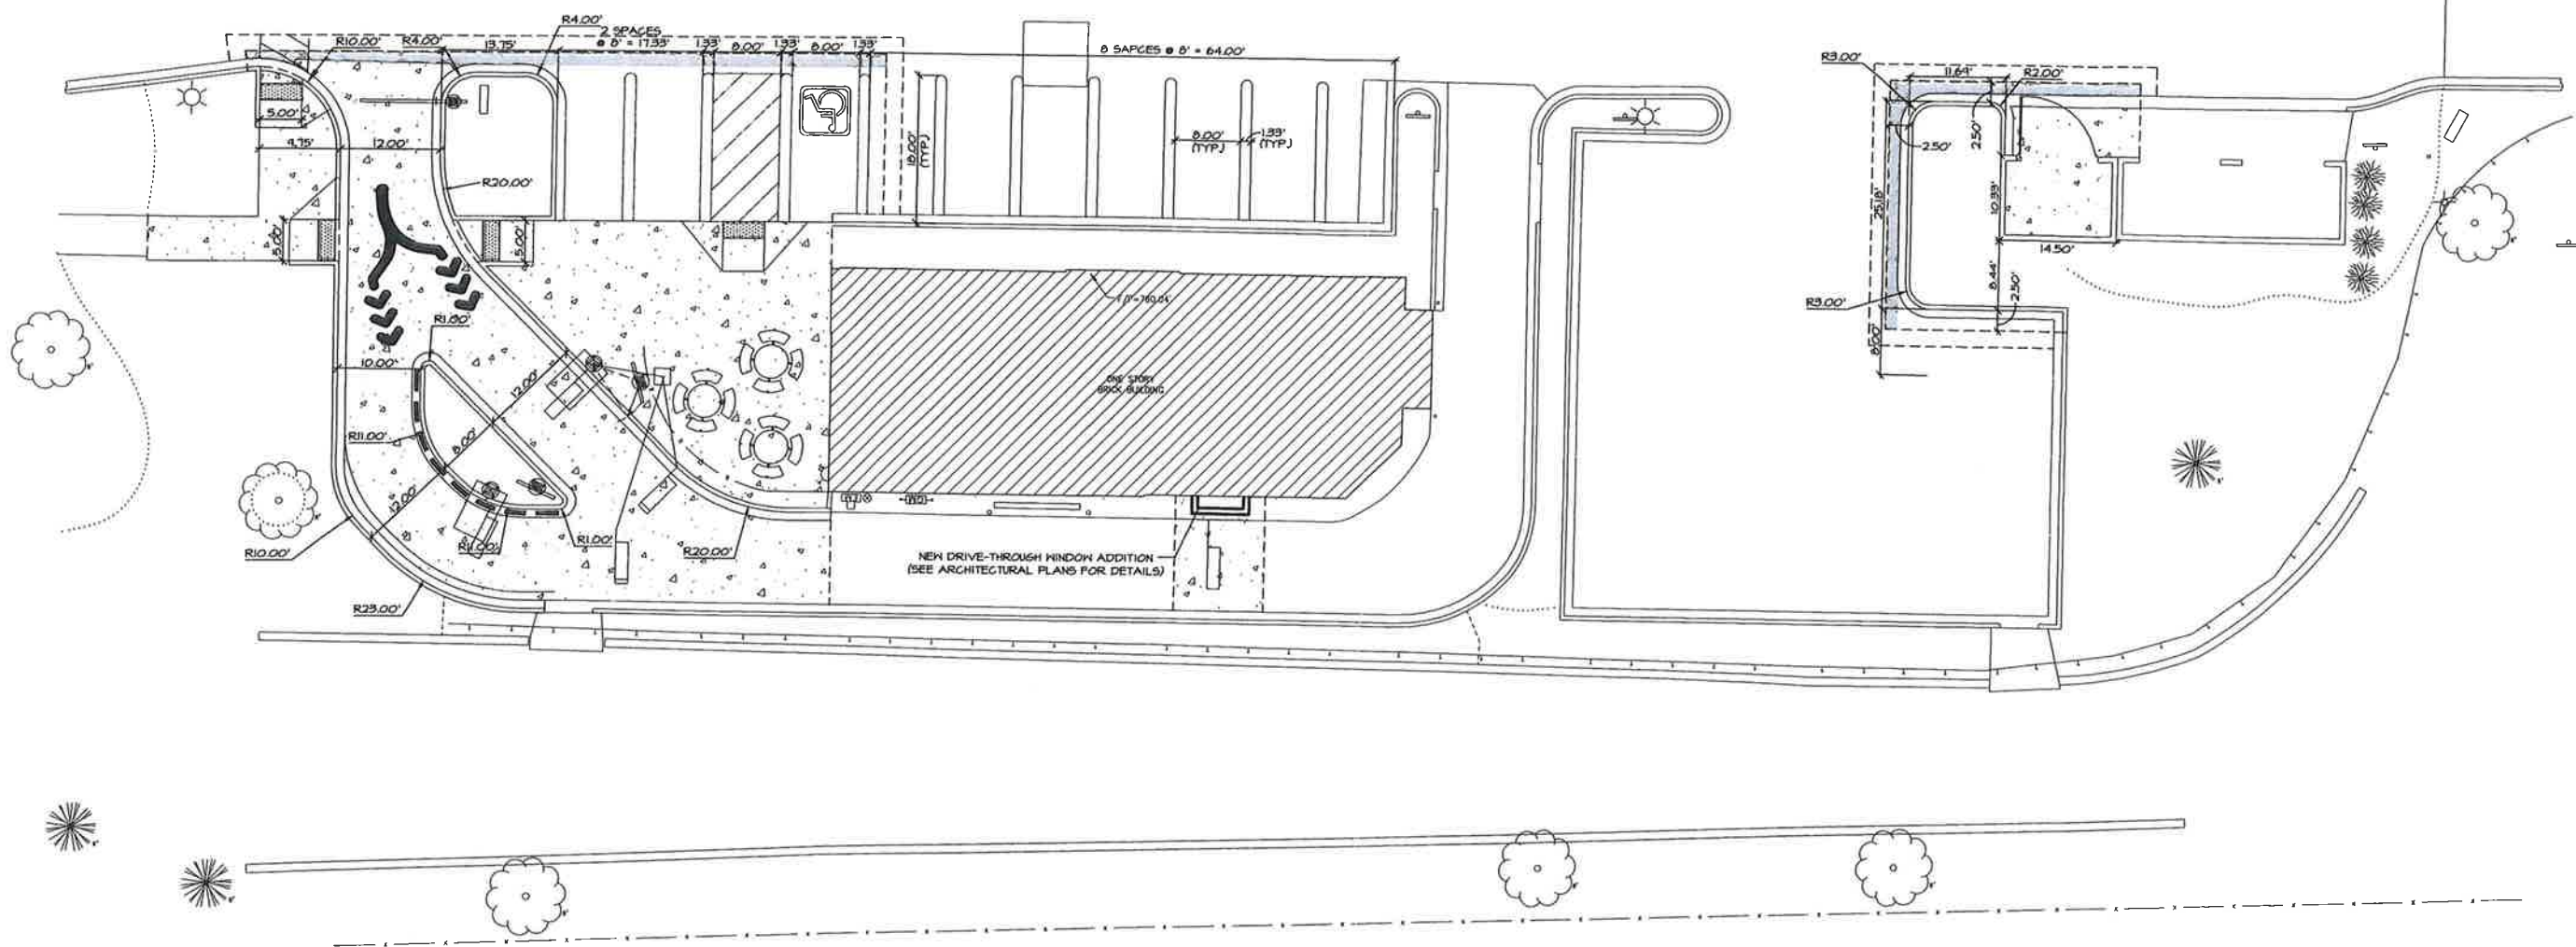 R4.00'
2 SPACES
R10.00'
R4.00'
13.75'
@ 8' = 17.33'
1.33'
8.00'
1.33'
8.00'
1.33'
8 SAPCES @ 8' = 64.00'
R3.00'
11.69'
R2.00'
5.00'
4.75'
12.00'
18.00'
(TYP.)
8.00'
(TYP.)
1.33'
(TYP.)
2.50'
2.50'
R20.00'
25.18'
10.33'
5.00'
5.00'
14.50'
8.44'
2.50'
R3.00'
8.00'
R1.00'
10.00'
12.00'
ONE STORY
BRICK BUILDING
R11.00'
8.00'
12.00'
R10.00'
R1.00'
R20.00'
NEW DRIVE-THROUGH WINDOW ADDITION
(SEE ARCHITECTURAL PLANS FOR DETAILS)
R23.00'